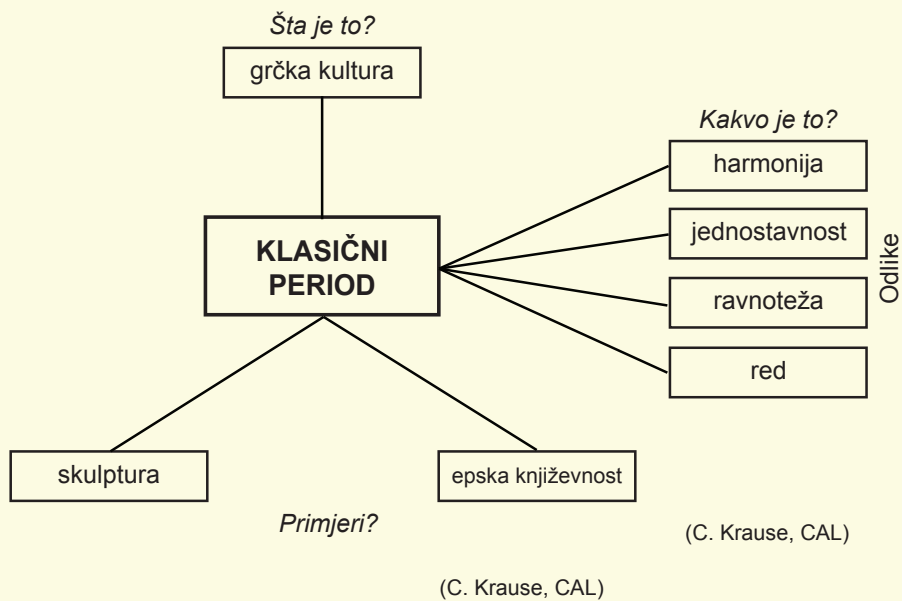 Šta je to?
grčka kultura
Kakvo je to?
harmonija
jednostavnost
ravnoteža
red
Odlike
KLASIČNI
PERIOD
skulptura
epska književnost
Primjeri?
(C. Krause, CAL)
(C. Krause, CAL)